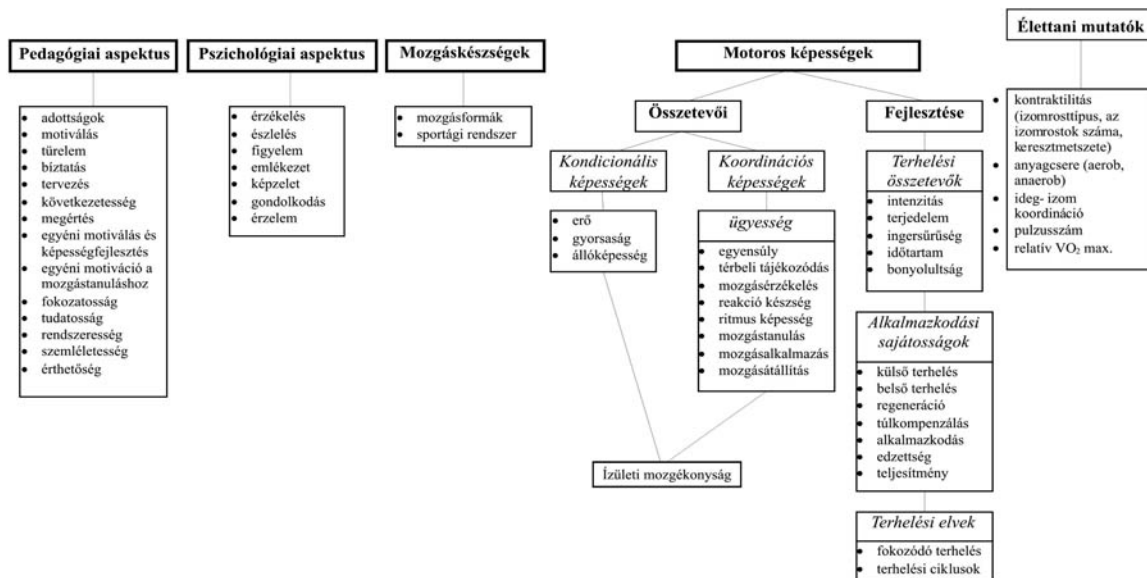 Pedagógiai aspektus
adottságok
motiválás
türelem
bíztatás
tervezés
következetesség
megértés
egyéni motiválás és
képességfejlesztés
egyéni motiváció a
mozgástanuláshoz
fokozatosság
tudatosság
rendszeresség
szemléletesség
érthetőség
Pszichológiai aspektus
érzékelés
észlelés
figyelem
emlékezet
képzelet
gondolkodás
érzelem
Mozgáskészségek
mozgásformák
sportági rendszer
Motoros képességek
Összetevői
Kondicionális
képességek
erő
gyorsaság
állóképesség
Koordinációs
képességek
ügyesség
egyensúly
térbeli tájékozódás
mozgásérzékelés
reakció készség
ritmus képesség
mozgástanulás
mozgásalkalmazás
mozgásátállítás
Ízületi mozgékonyság
Fejlesztése
Terhelési
összetevők
intenzitás
terjedelem
ingersűrűség
időtartam
bonyolultság
Alkalmazkodási
sajátosságok
külső terhelés
belső terhelés
regeneráció
túlkompenzálás
alkalmazkodás
edzettség
teljesítmény
Terhelési elvek
fokozódó terhelés
terhelési ciklusok
Élettani mutatók
kontraktilitás
(izomrosttípus, az
izomrostok száma,
keresztmetszete)
anyagcsere (aerob,
anaerob)
ideg- izom
koordináció
pulzusszám
relatív VO₂ max.